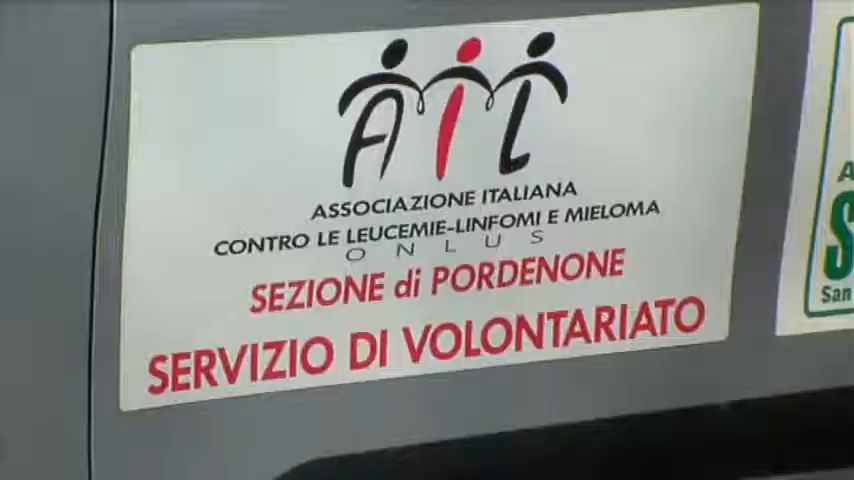 AIL
ASSOCIAZIONE ITALIANA
CONTRO LE LEUCEMIE-LINFOMI E MIELOMA
ONLUS
SEZIONE di PORDENONE
SERVIZIO DI VOLONTARIATO
San